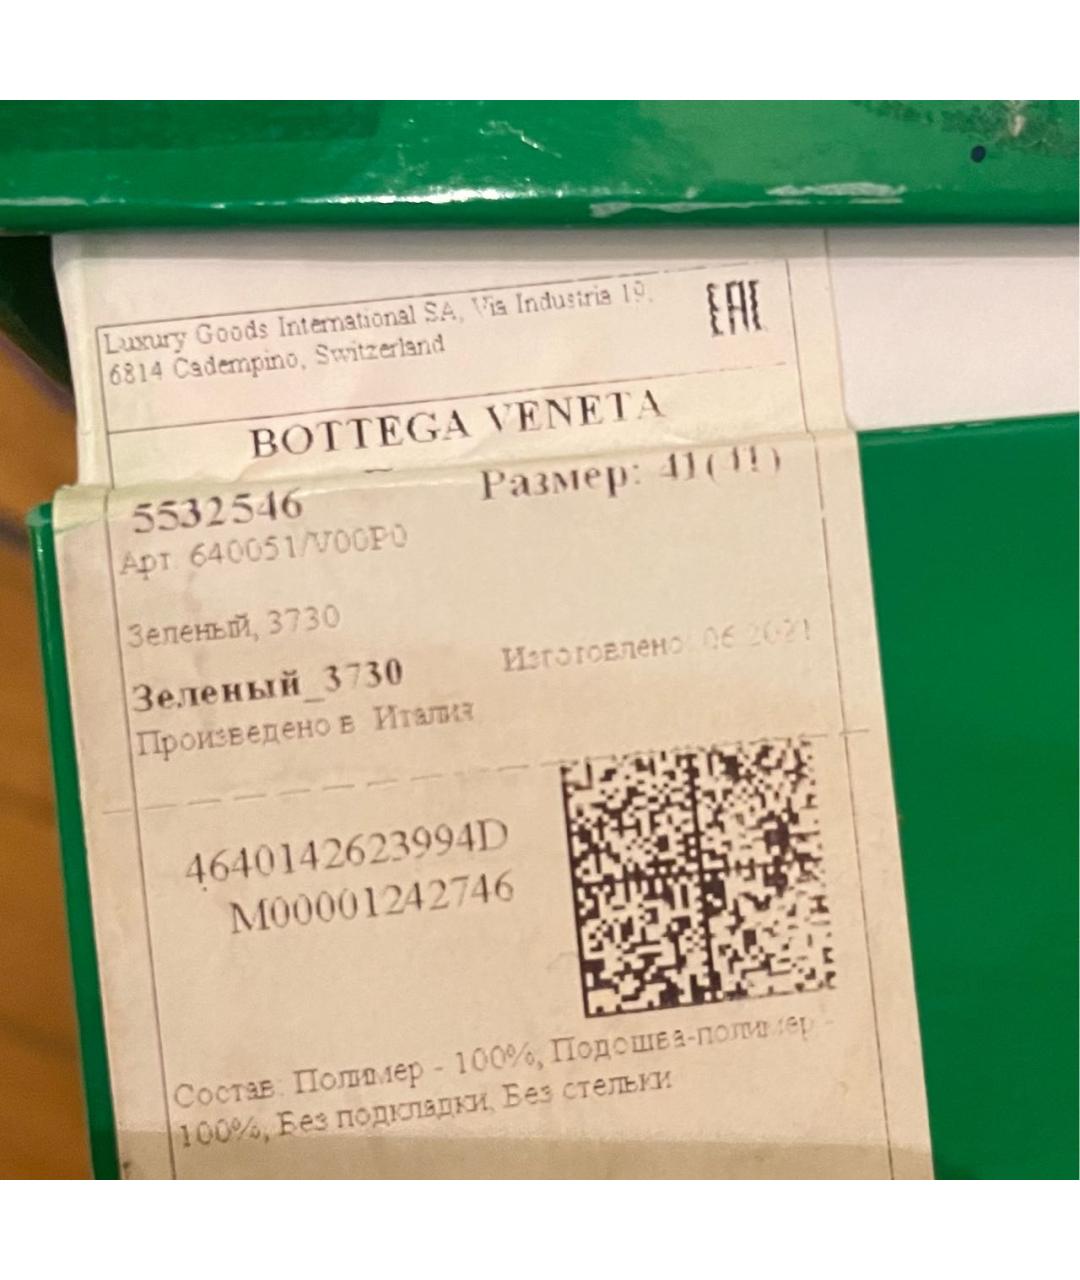 Luxury Goods International SA, Via Industria 19,
6814 Cadempino, Switzerland
EAC
BOTTEGA VENETA
5532546
Размер: 41(41)
Арт. 640051/V00P0
Зеленый, 3730
Изготовлено: 06.2021
Зеленый_3730
Произведено в Италия
4640142623994D
M00001242746
Состав: Полимер - 100%, Подошва-полимер -
100%, Без подкладки, Без стельки